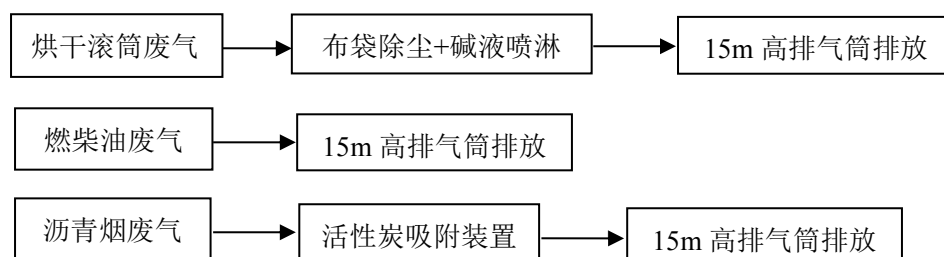 烘干滚筒废气
布袋除尘+碱液喷淋
15m 高排气筒排放
燃柴油废气
15m 高排气筒排放
沥青烟废气
活性炭吸附装置
15m 高排气筒排放